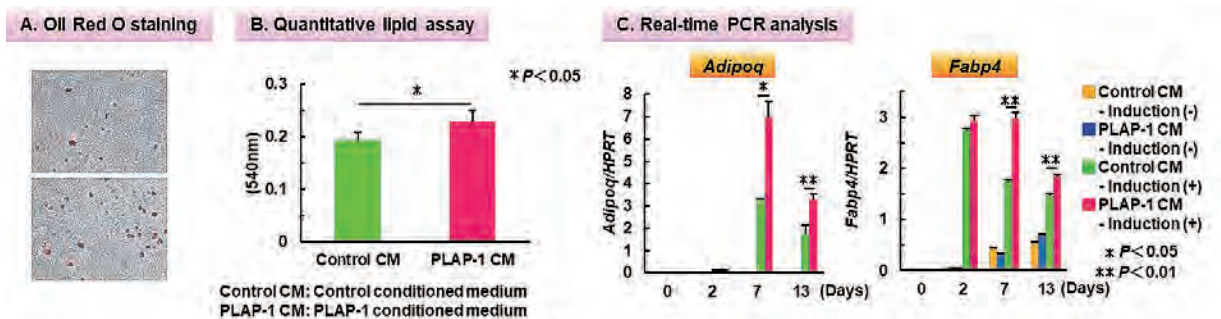 A. Oil Red O staining
B. Quantitative lipid assay
* P<0.05
0.3
0.2
0.1
0
(540nm)
*
Control CM
PLAP-1 CM
Control CM: Control conditioned medium
PLAP-1 CM: PLAP-1 conditioned medium
C. Real-time PCR analysis
Adipoq
8
7
6
5
4
3
2
1
0
Adipoq/HPRT
*
**
0 2 7 13 (Days)
Fabp4
3
2
1
0
Fabp4/HPRT
**
**
0 2 7 13 (Days)
Control CM
- Induction (-)
PLAP-1 CM
- Induction (-)
Control CM
- Induction (+)
PLAP-1 CM
- Induction (+)
* P<0.05
** P<0.01